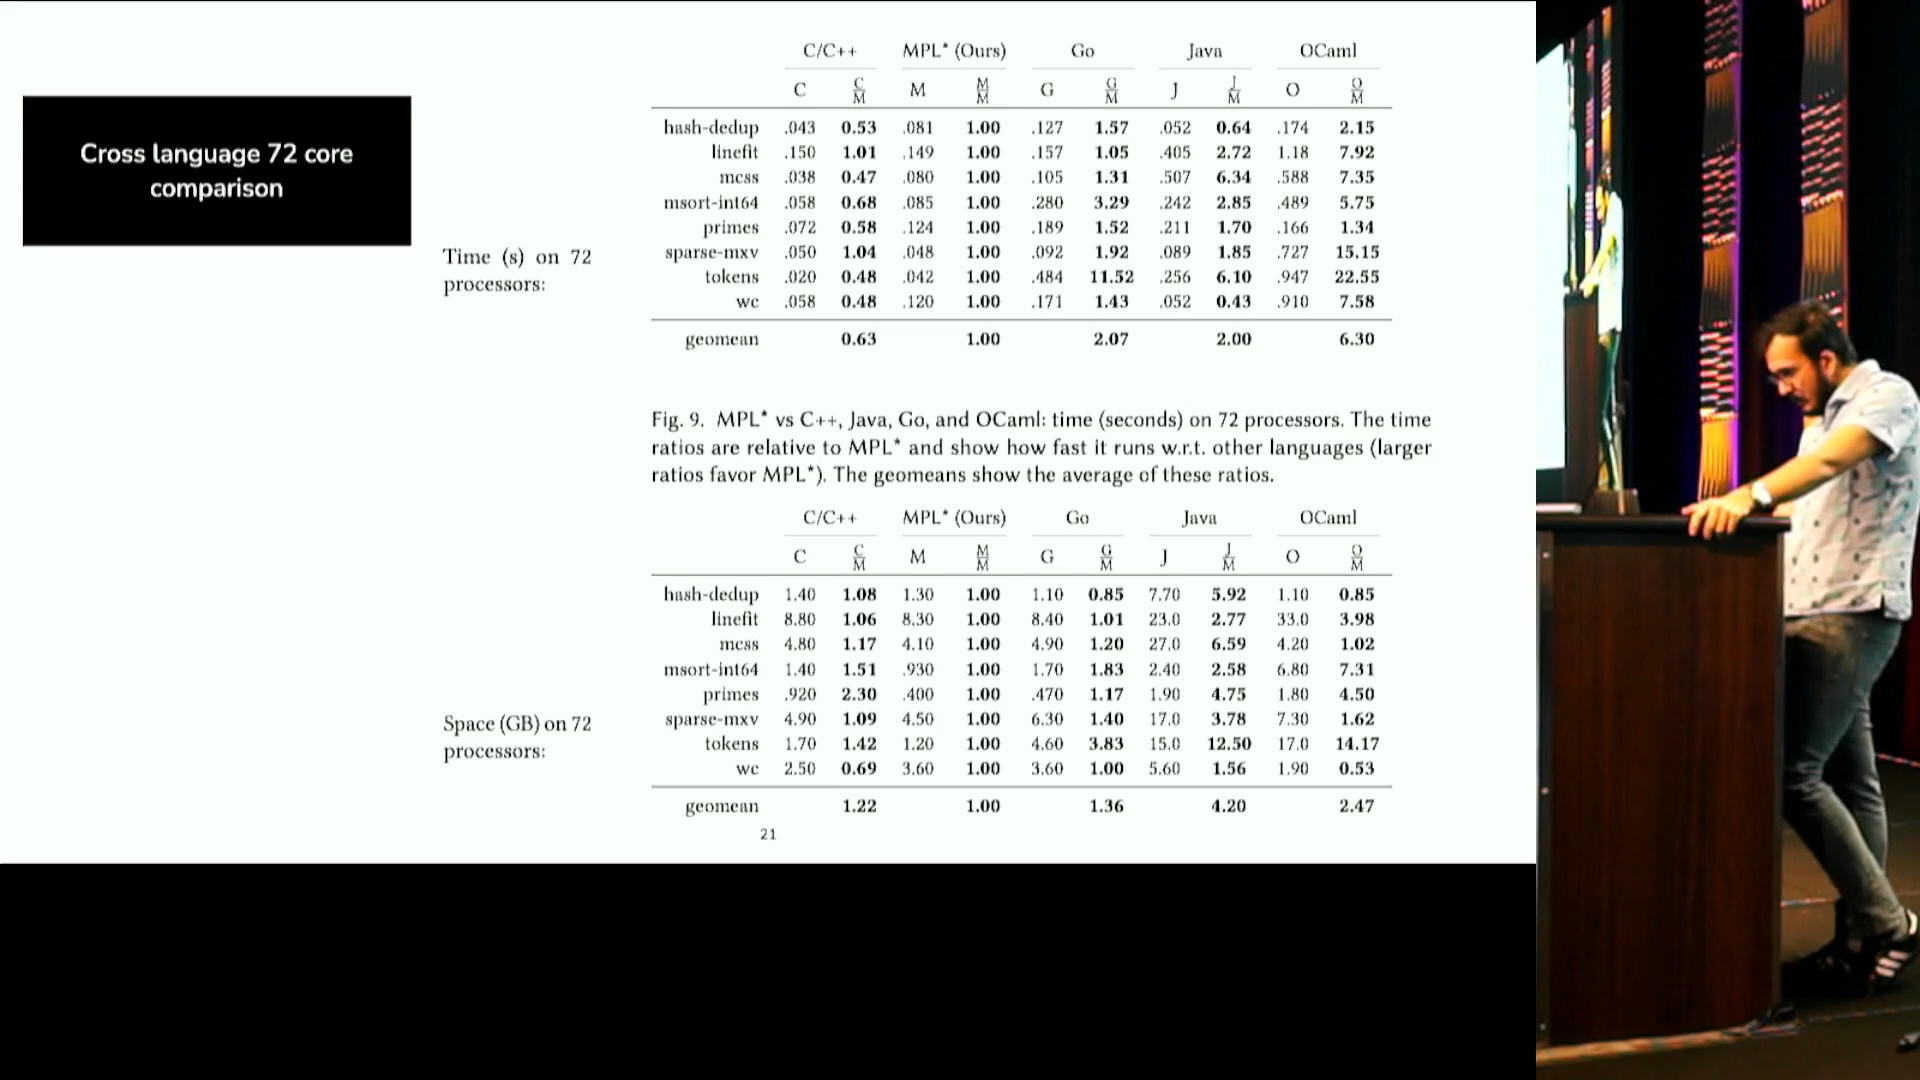 Cross language 72 core
comparison
Time (s) on 72
processors:
C/C++ MPL* (Ours) Go Java OCaml
C C/M M M/M G G/M J J/M O O/M
hash-dedup .043 0.53 .081 1.00 .127 1.57 .052 0.64 .174 2.15
linefit .150 1.01 .149 1.00 .157 1.05 .405 2.72 1.18 7.92
mcss .038 0.47 .080 1.00 .105 1.31 .507 6.34 .588 7.35
msort-int64 .058 0.68 .085 1.00 .280 3.29 .242 2.85 .489 5.75
primes .072 0.58 .124 1.00 .189 1.52 .211 1.70 .166 1.34
sparse-mxv .050 1.04 .048 1.00 .092 1.92 .089 1.85 .727 15.15
tokens .020 0.48 .042 1.00 .484 11.52 .256 6.10 .947 22.55
wc .058 0.48 .120 1.00 .171 1.43 .052 0.43 .910 7.58
geomean 0.63 1.00 2.07 2.00 6.30
Fig. 9. MPL* vs C++, Java, Go, and OCaml: time (seconds) on 72 processors. The time
ratios are relative to MPL* and show how fast it runs w.r.t. other languages (larger
ratios favor MPL*). The geomeans show the average of these ratios.
Space (GB) on 72
processors:
C/C++ MPL* (Ours) Go Java OCaml
C C/M M M/M G G/M J J/M O O/M
hash-dedup 1.40 1.08 1.30 1.00 1.10 0.85 7.70 5.92 1.10 0.85
linefit 8.80 1.06 8.30 1.00 8.40 1.01 23.0 2.77 33.0 3.98
mcss 4.80 1.17 4.10 1.00 4.90 1.20 27.0 6.59 4.20 1.02
msort-int64 1.40 1.51 .930 1.00 1.70 1.83 2.40 2.58 6.80 7.31
primes .920 2.30 .400 1.00 .470 1.17 1.90 4.75 1.80 4.50
sparse-mxv 4.90 1.09 4.50 1.00 6.30 1.40 17.0 3.78 7.30 1.62
tokens 1.70 1.42 1.20 1.00 4.60 3.83 15.0 12.50 17.0 14.17
wc 2.50 0.69 3.60 1.00 3.60 1.00 5.60 1.56 1.90 0.53
geomean 1.22 1.00 1.36 4.20 2.47
21